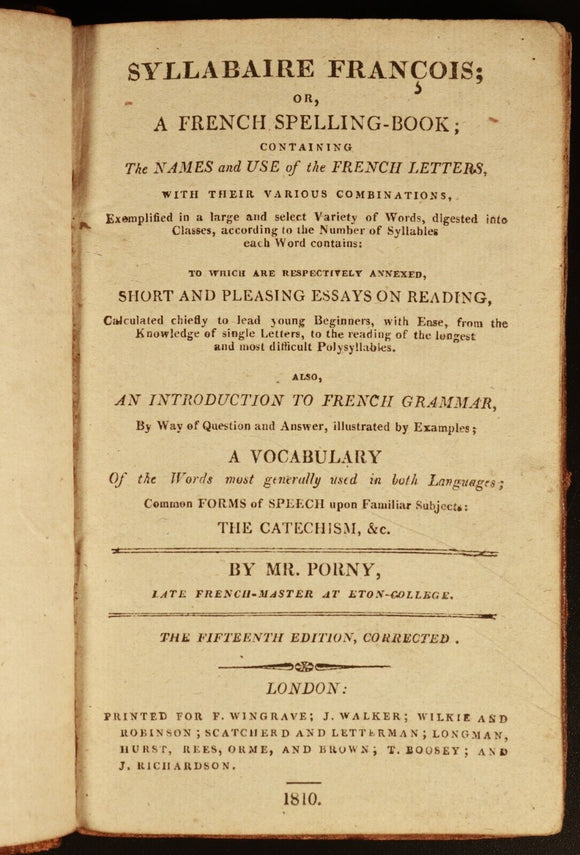 SYLLABAIRE FRANÇOIS;
OR,
A FRENCH SPELLING-BOOK;
CONTAINING
The NAMES and USE of the FRENCH LETTERS,
WITH THEIR VARIOUS COMBINATIONS,
Exemplified in a large and select Variety of Words, digested into
Classes, according to the Number of Syllables
each Word contains:
TO WHICH ARE RESPECTIVELY ANNEXED,
SHORT AND PLEASING ESSAYS ON READING,
Calculated chiefly to lead young Beginners, with Ease, from the
Knowledge of single Letters, to the reading of the longest
and most difficult Polysyllables.
ALSO,
AN INTRODUCTION TO FRENCH GRAMMAR,
By Way of Question and Answer, illustrated by Examples;
A VOCABULARY
Of the Words most generally used in both Languages;
Common FORMS of SPEECH upon Familiar Subjects:
THE CATECHISM, &c.
BY MR. PORNY,
LATE FRENCH-MASTER AT ETON-COLLEGE.
THE FIFTEENTH EDITION, CORRECTED.
LONDON:
PRINTED FOR F. WINGRAVE; J. WALKER; WILKIE AND
ROBINSON; SCATCHERD AND LETTERMAN; LONGMAN,
HURST, REES, ORME, AND BROWN; T. BOOSEY; AND
J. RICHARDSON.
1810.